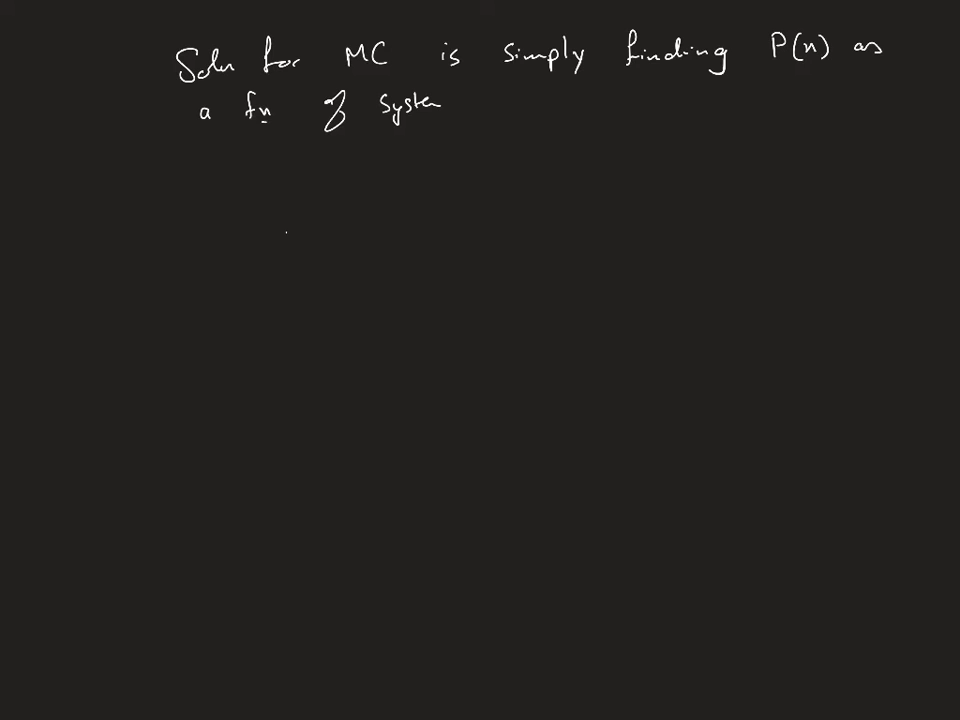 Soln for MC is simply finding P(n) as
a fn of system